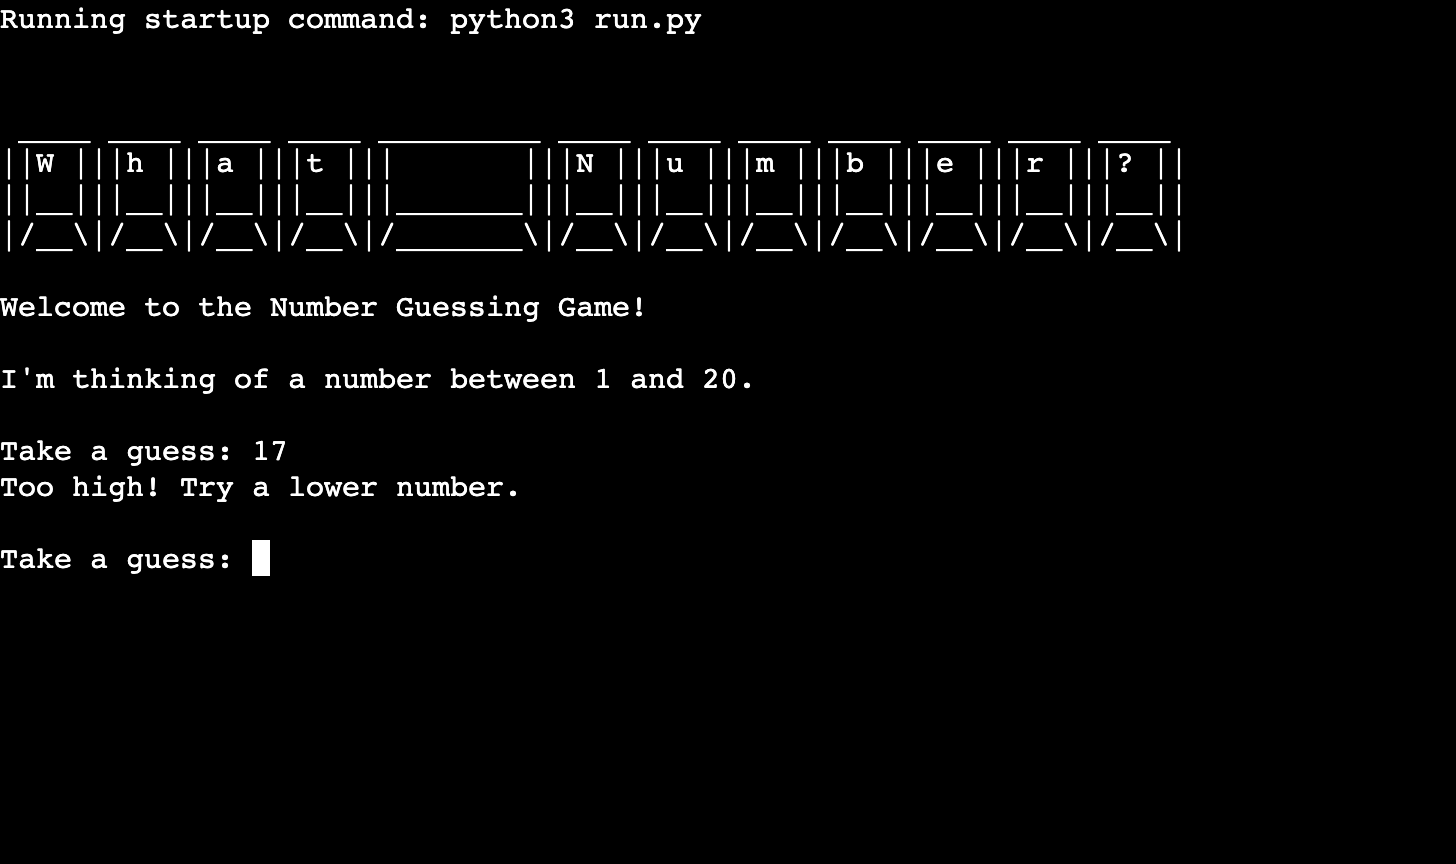 Running startup command: python3 run.py
 ____ ____ ____ ____ _________ ____ ____ ____ ____ ____ ____ ____
||W |||h |||a |||t |||       |||N |||u |||m |||b |||e |||r |||? ||
||__|||__|||__|||__|||_______|||__|||__|||__|||__|||__|||__|||__||
|/__\|/__\|/__\|/__\|/_______\|/__\|/__\|/__\|/__\|/__\|/__\|/__\|
Welcome to the Number Guessing Game!
I'm thinking of a number between 1 and 20.
Take a guess: 17
Too high! Try a lower number.
Take a guess: